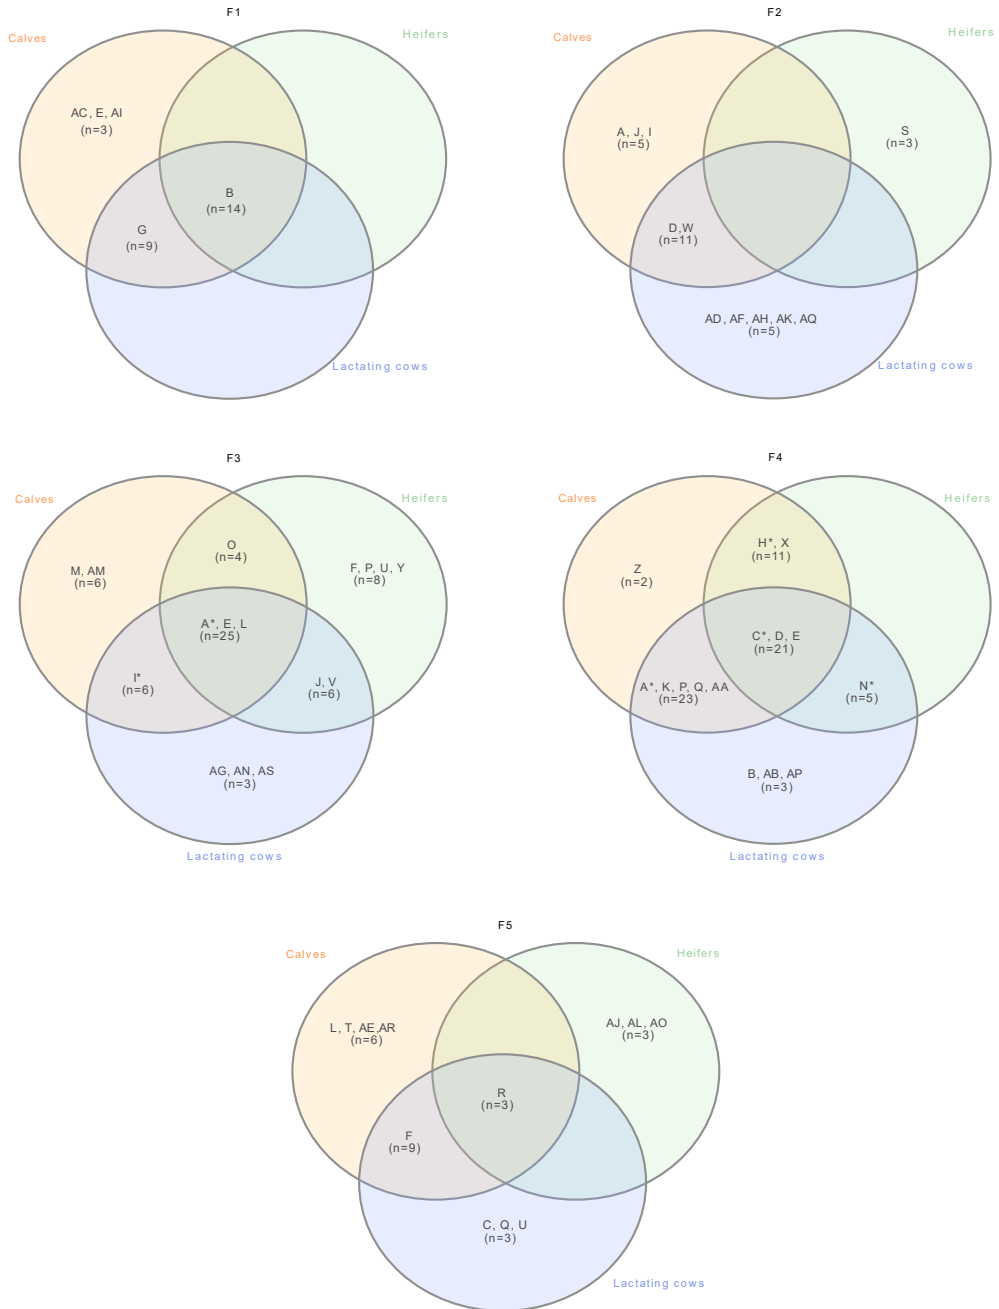 F1
Calves
Heifers
AC, E, AI
(n=3)
B
(n=14)
G
(n=9)
Lactating cows
F2
Calves
Heifers
A, J, I
(n=5)
S
(n=3)
D,W
(n=11)
AD, AF, AH, AK, AQ
(n=5)
Lactating cows
F3
Calves
Heifers
O
(n=4)
M, AM
(n=6)
F, P, U, Y
(n=8)
A*, E, L
(n=25)
I*
(n=6)
J, V
(n=6)
AG, AN, AS
(n=3)
Lactating cows
F4
Calves
Heifers
H*, X
(n=11)
Z
(n=2)
C*, D, E
(n=21)
A*, K, P, Q, AA
(n=23)
N*
(n=5)
B, AB, AP
(n=3)
Lactating cows
F5
Calves
Heifers
L, T, AE,AR
(n=6)
AJ, AL, AO
(n=3)
R
(n=3)
F
(n=9)
C, Q, U
(n=3)
Lactating cows